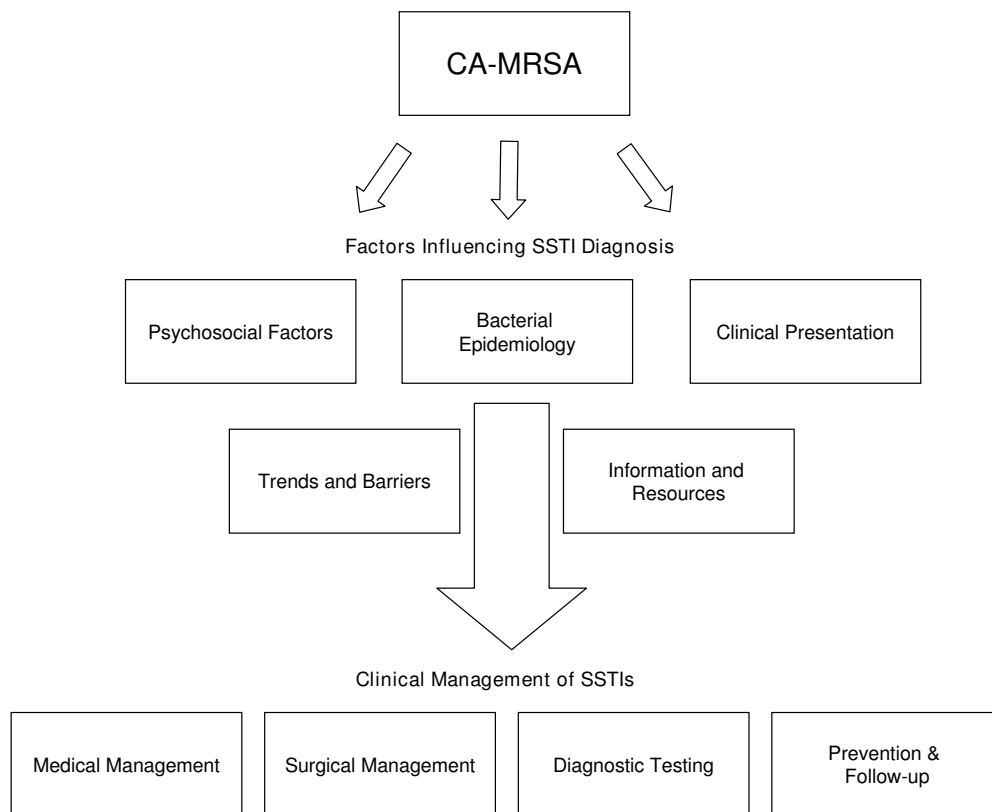 CA-MRSA
Factors Influencing SSTI Diagnosis
Psychosocial Factors
Bacterial
Epidemiology
Clinical Presentation
Trends and Barriers
Information and
Resources
Clinical Management of SSTIs
Medical Management
Surgical Management
Diagnostic Testing
Prevention &
Follow-up